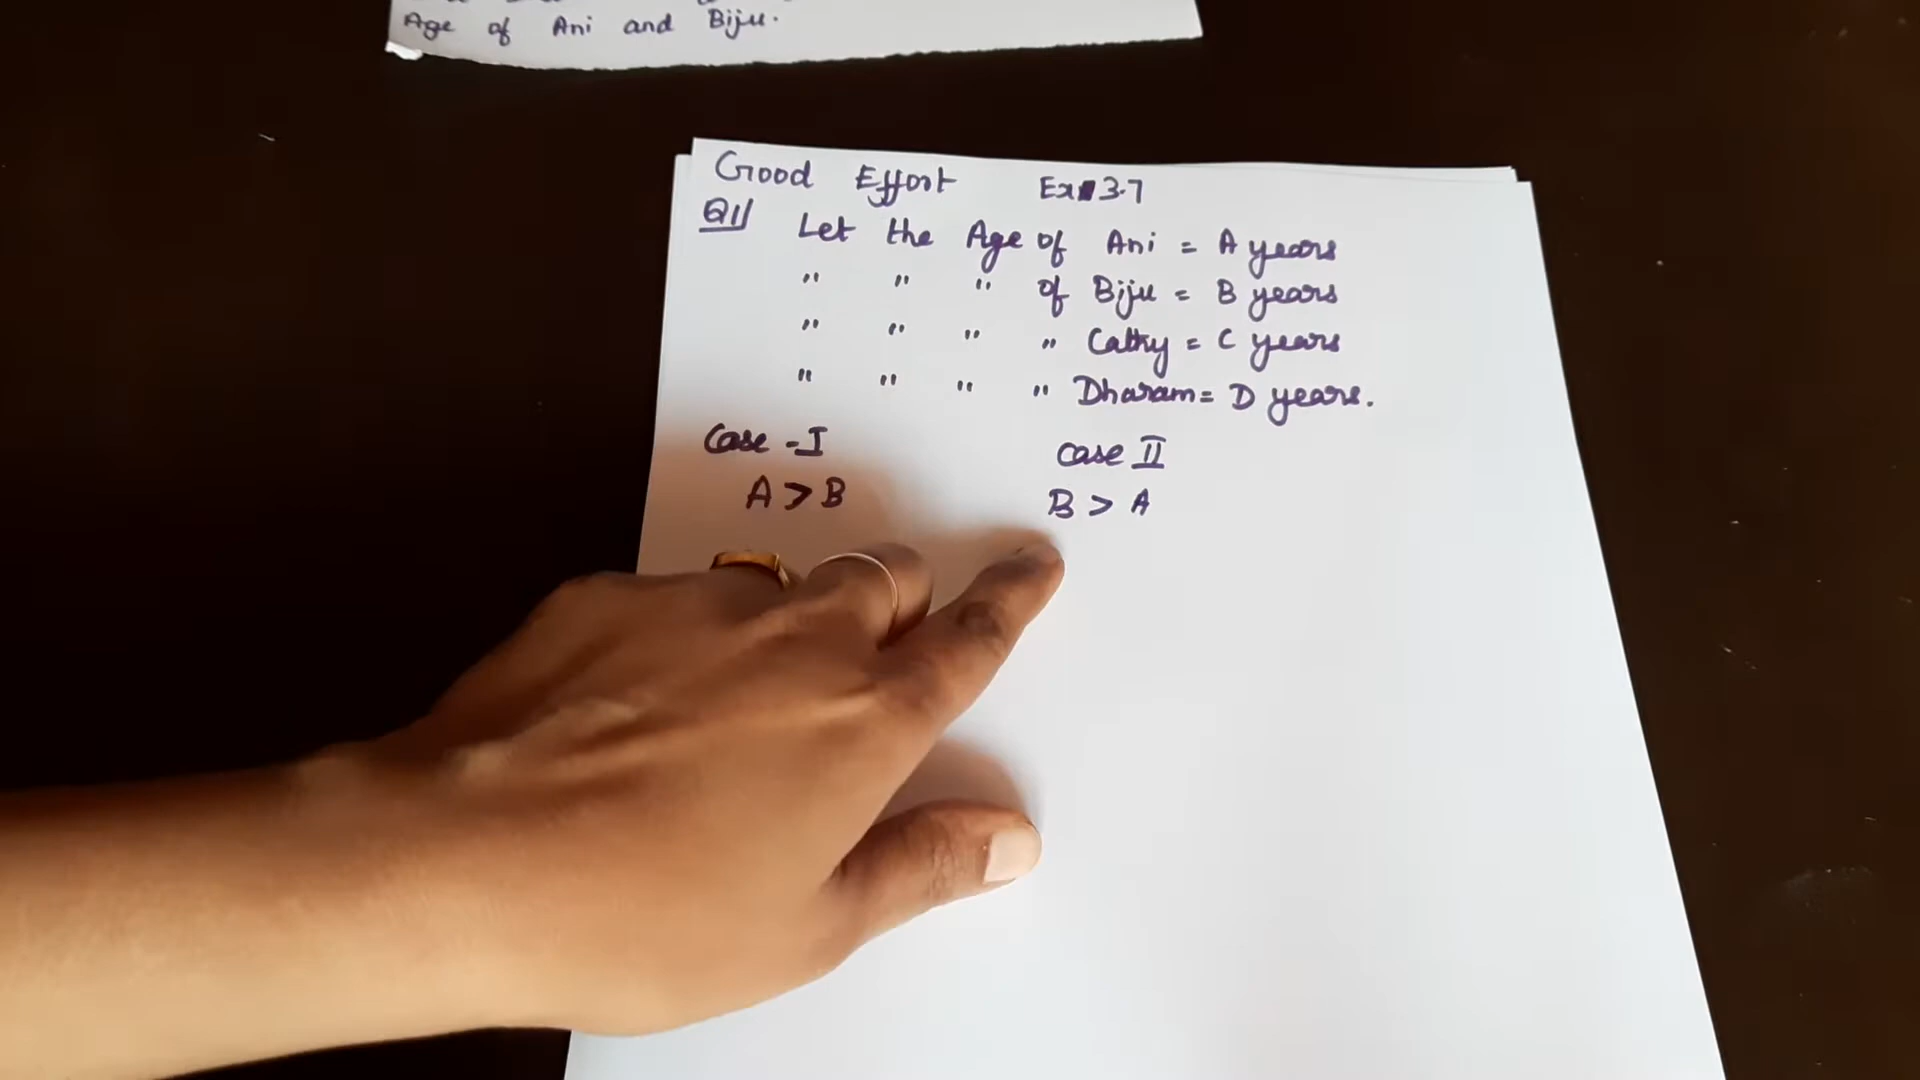 Age of Ani and Biju.
Good Effort Ex 3.7
Q1 Let the Age of Ani = A years
" " " of Biju = B years
" " " " Cathy = C years
" " " " Dharam = D years.
Case - I Case II
A > B B > A